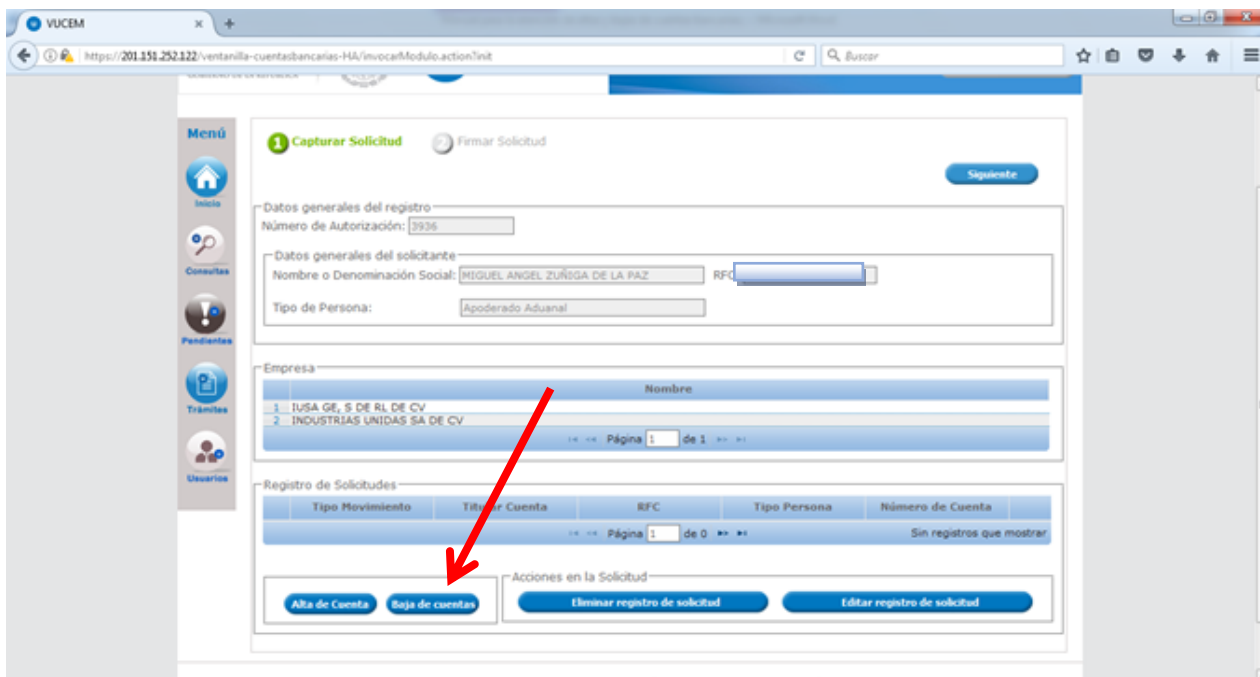 VUCEM
https://201.151.252.122/ventanilla-cuentasbancarias-HA/invocarModulo.action?init
Buscar
Menú
1 Capturar Solicitud 2 Firmar Solicitud
Siguiente
Inicio
Datos generales del registro
Número de Autorización: 3936
Datos generales del solicitante
Nombre o Denominación Social: MIGUEL ANGEL ZUÑIGA DE LA PAZ RFC
Consultas
Tipo de Persona: Apoderado Aduanal
Pendientes
Empresa
Nombre
1 IUSA GE, S DE RL DE CV
2 INDUSTRIAS UNIDAS SA DE CV
Trámites
Página 1 de 1
Usuarios
Registro de Solicitudes
Tipo Movimiento Titular Cuenta RFC Tipo Persona Número de Cuenta
Página 1 de 0 Sin registros que mostrar
Acciones en la Solicitud
Alta de Cuenta Baja de cuentas Eliminar registro de solicitud Editar registro de solicitud